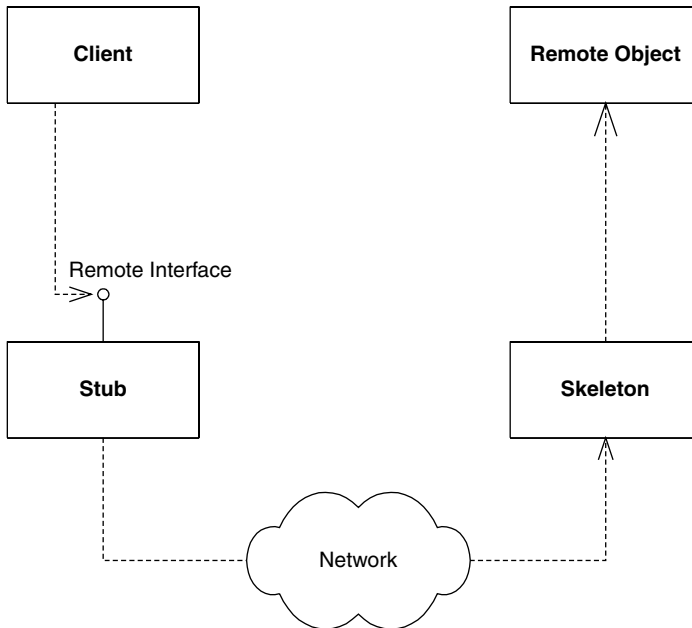 Client
Remote Object
Remote Interface
Stub
Skeleton
Network